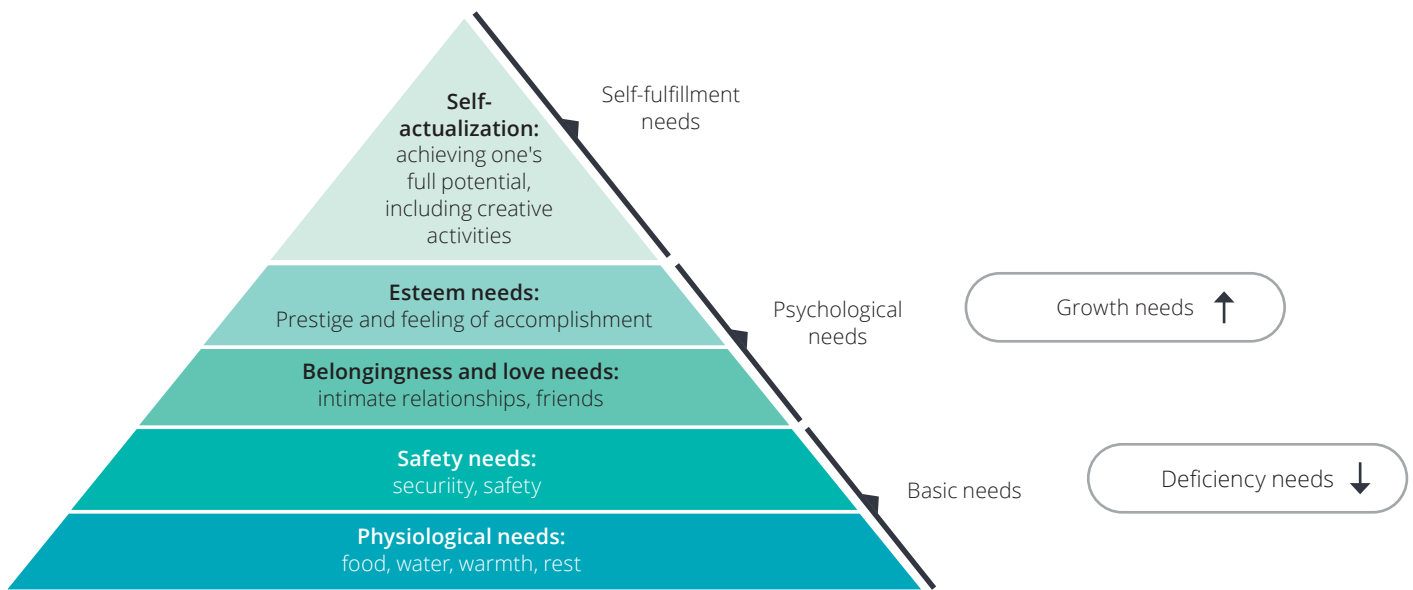 Self-
actualization:
achieving one's
full potential,
including creative
activities
Self-fulfillment
needs
Esteem needs:
Prestige and feeling of accomplishment
Psychological
needs
Growth needs
Belongingness and love needs:
intimate relationships, friends
Safety needs:
securiity, safety
Basic needs
Deficiency needs
Physiological needs:
food, water, warmth, rest